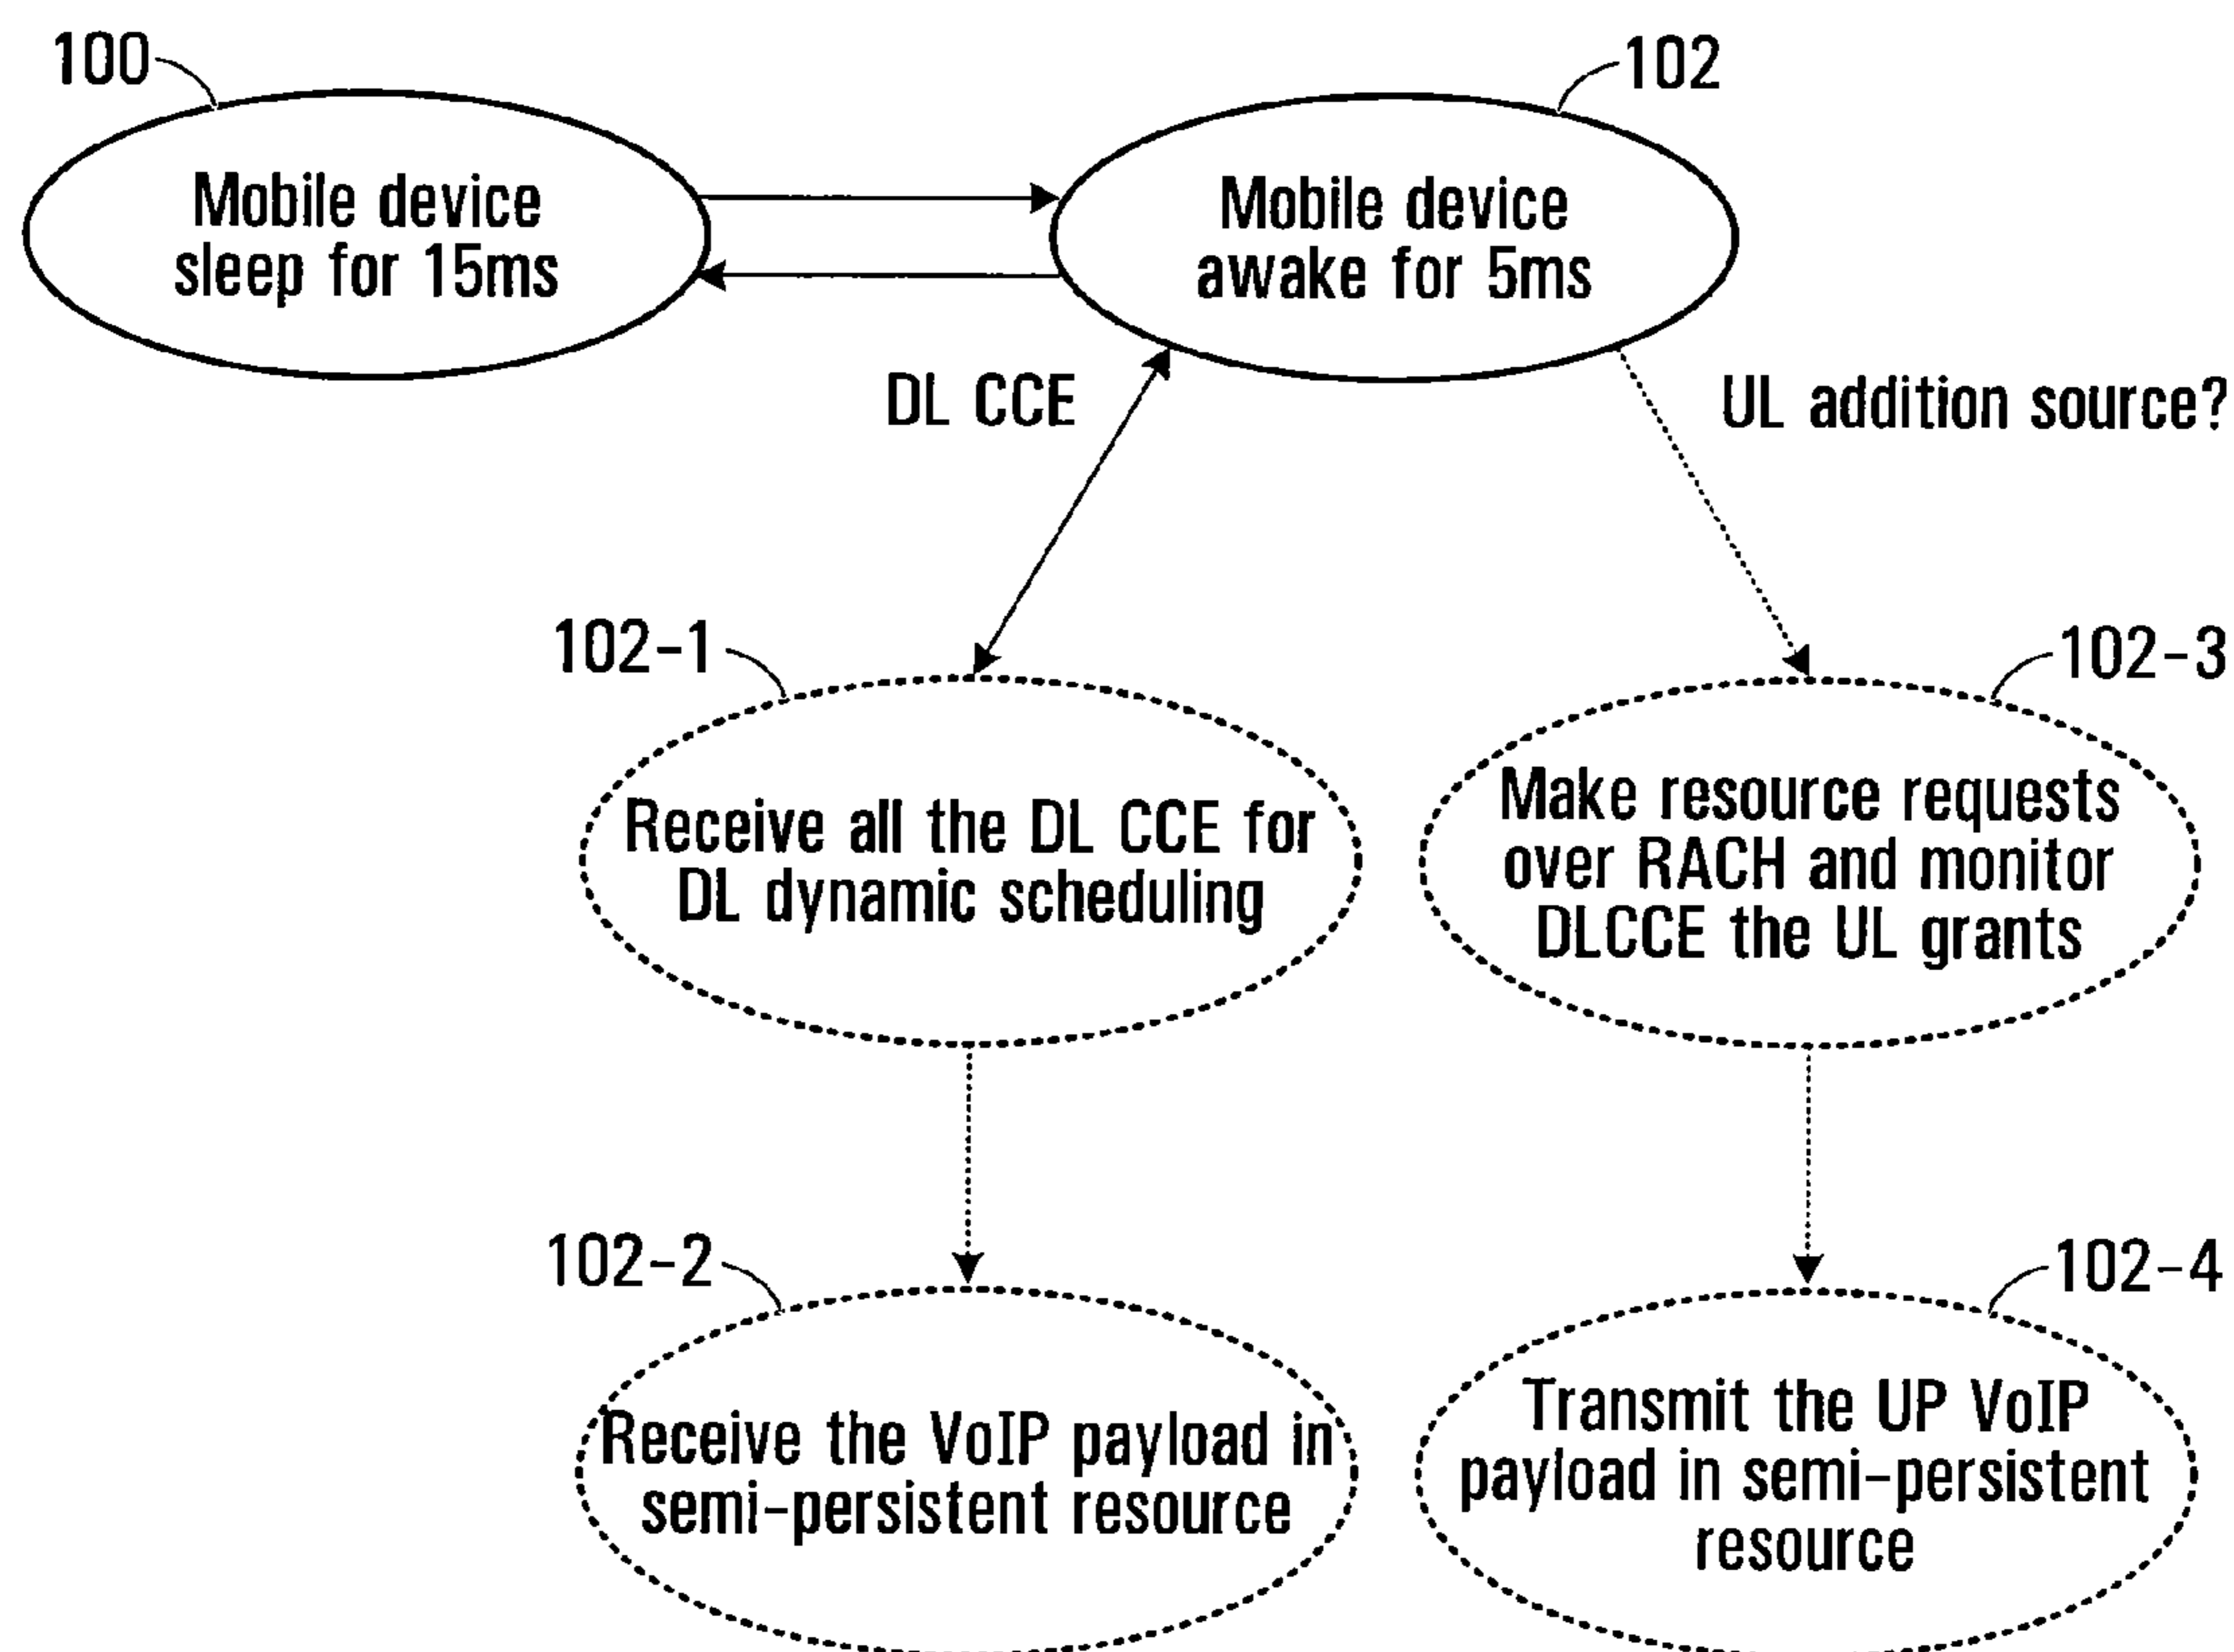 100
102
Mobile device
sleep for 15ms
Mobile device
awake for 5ms
DL CCE
UL addition source?
102-1
102-3
Receive all the DL CCE for
DL dynamic scheduling
Make resource requests
over RACH and monitor
DLCCE the UL grants
102-2
102-4
Receive the VoIP payload in
semi-persistent resource
Transmit the UP VoIP
payload in semi-persistent
resource